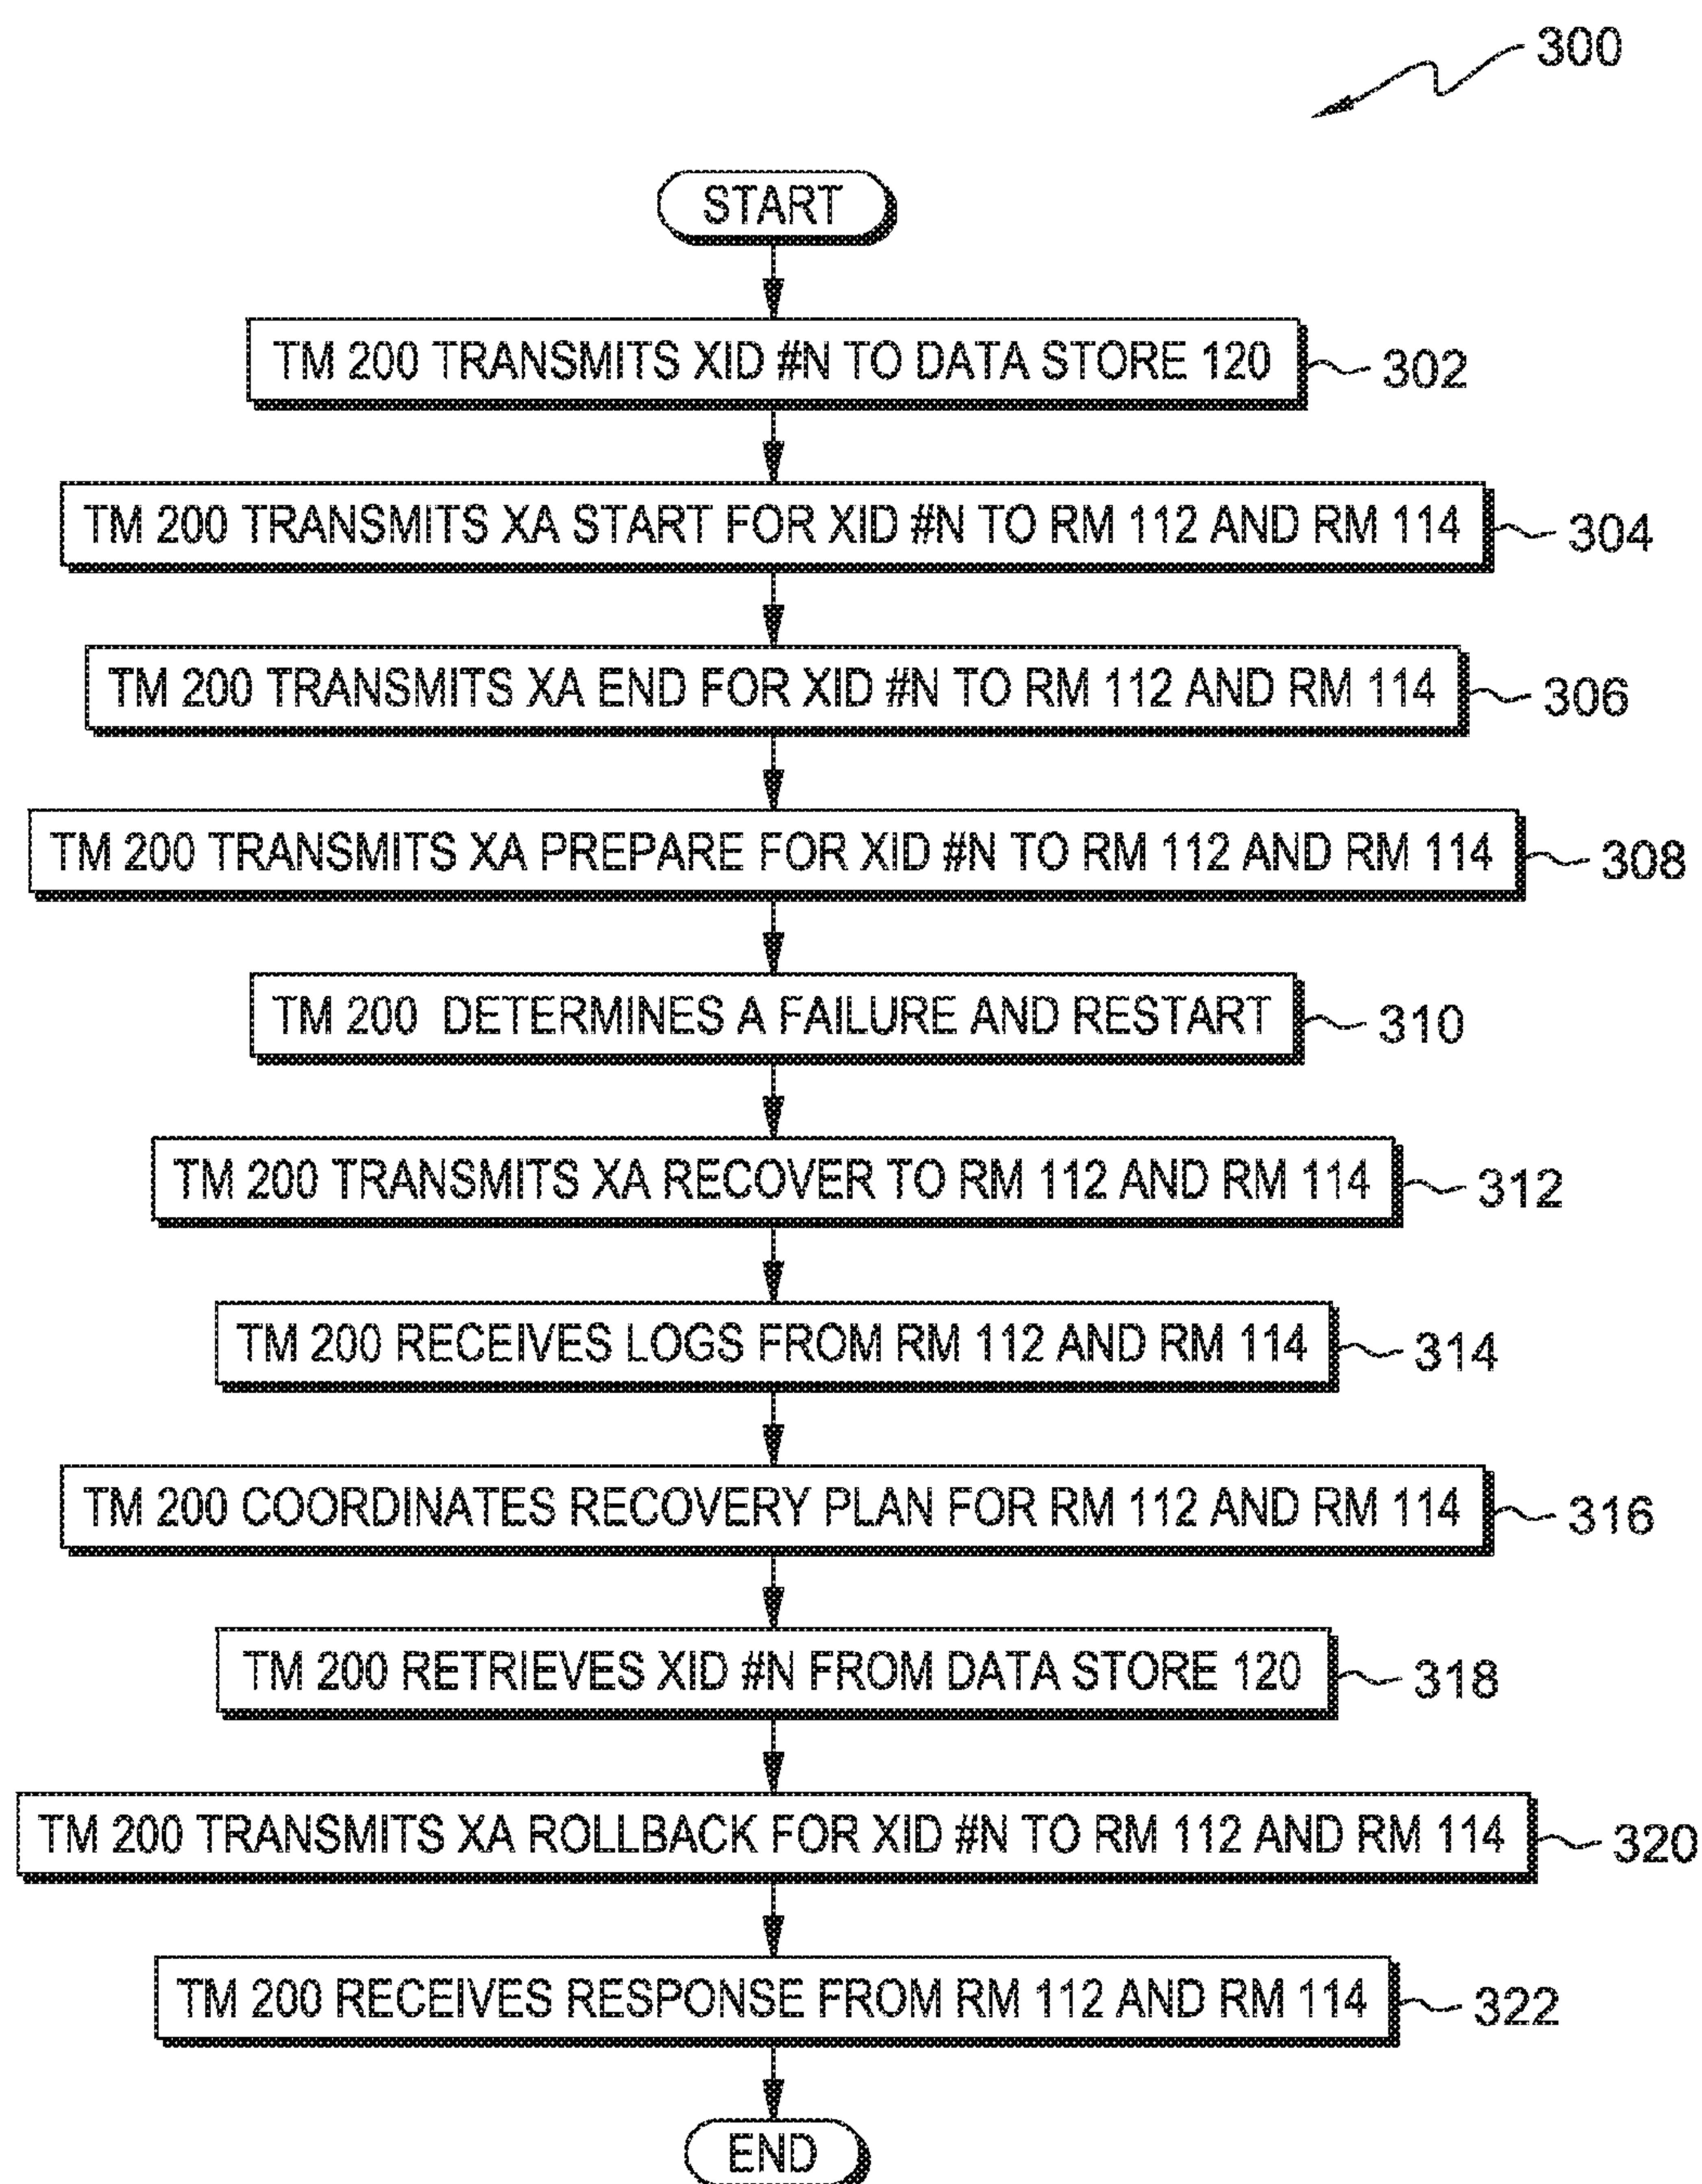 300
START
TM 200 TRANSMITS XID #N TO DATA STORE 120
302
TM 200 TRANSMITS XA START FOR XID #N TO RM 112 AND RM 114
304
TM 200 TRANSMITS XA END FOR XID #N TO RM 112 AND RM 114
306
TM 200 TRANSMITS XA PREPARE FOR XID #N TO RM 112 AND RM 114
308
TM 200 DETERMINES A FAILURE AND RESTART
310
TM 200 TRANSMITS XA RECOVER TO RM 112 AND RM 114
312
TM 200 RECEIVES LOGS FROM RM 112 AND RM 114
314
TM 200 COORDINATES RECOVERY PLAN FOR RM 112 AND RM 114
316
TM 200 RETRIEVES XID #N FROM DATA STORE 120
318
TM 200 TRANSMITS XA ROLLBACK FOR XID #N TO RM 112 AND RM 114
320
TM 200 RECEIVES RESPONSE FROM RM 112 AND RM 114
322
END